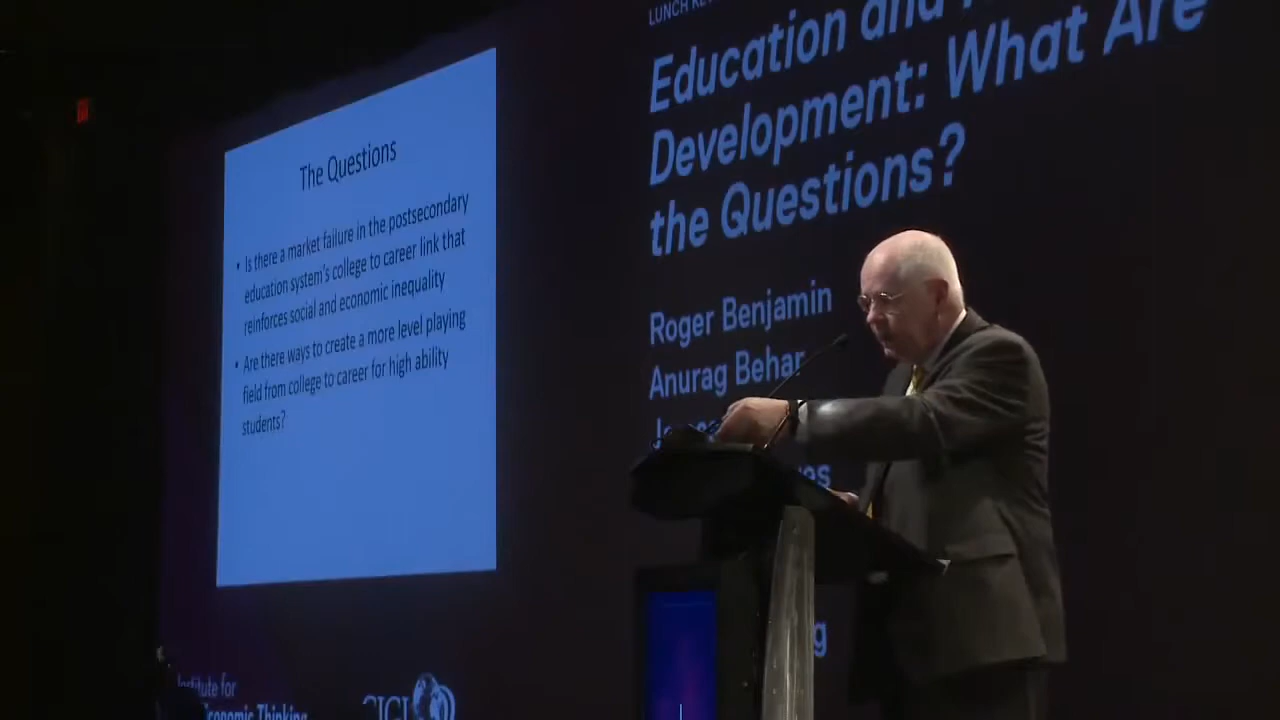 The Questions
• Is there a market failure in the postsecondary
education system's college to career link that
reinforces social and economic inequality
• Are there ways to create a more level playing
field from college to career for high ability
students?
LUNCH
Education and
Development: What Are
the Questions?
Roger Benjamin
Anurag Behar
for
Economic Thinking
CIGI